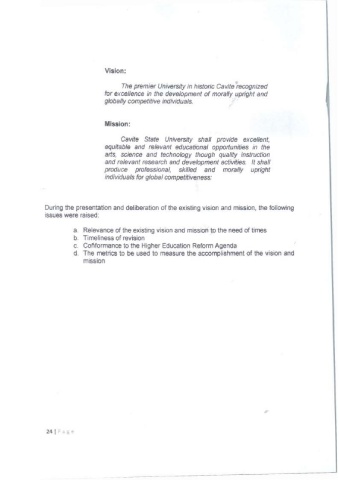 Vision:
The premier University in historic Cavite recognized
for excellence in the development of morally upright and
globally competitive individuals.
Mission:
Cavite State University shall provide excellent,
equitable and relevant educational opportunities in the
arts, science and technology though quality instruction
and relevant research and development activities. It shall
produce professional, skilled and morally upright
individuals for global competitiveness:
During the presentation and deliberation of the existing vision and mission, the following
issues were raised:
a. Relevance of the existing vision and mission to the need of times
b. Timeliness of revision
c. Conformance to the Higher Education Reform Agenda
d. The metrics to be used to measure the accomplishment of the vision and
mission
24 | Page